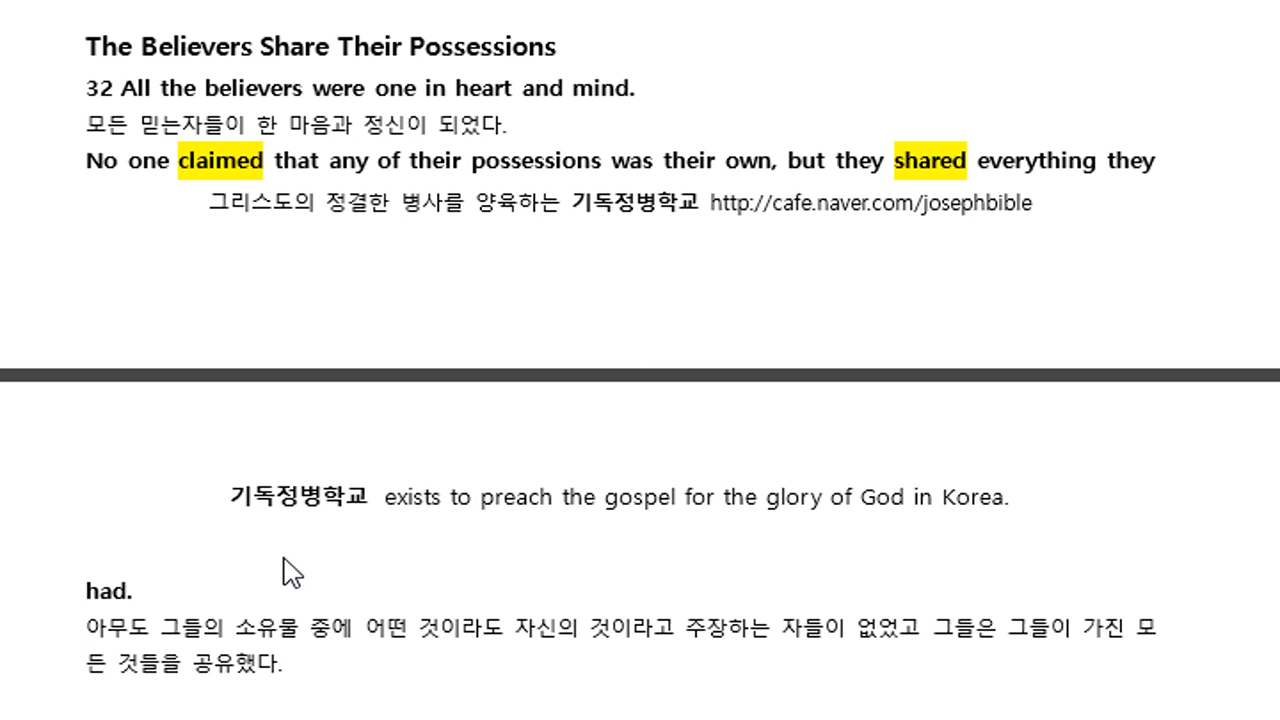 The Believers Share Their Possessions
32 All the believers were one in heart and mind.
모든 믿는자들이 한 마음과 정신이 되었다.
No one claimed that any of their possessions was their own, but they shared everything they
그리스도의 정결한 병사를 양육하는 기독정병학교 http://cafe.naver.com/josephbible
기독정병학교 exists to preach the gospel for the glory of God in Korea.
had.
아무도 그들의 소유물 중에 어떤 것이라도 자신의 것이라고 주장하는 자들이 없었고 그들은 그들이 가진 모
든 것들을 공유했다.